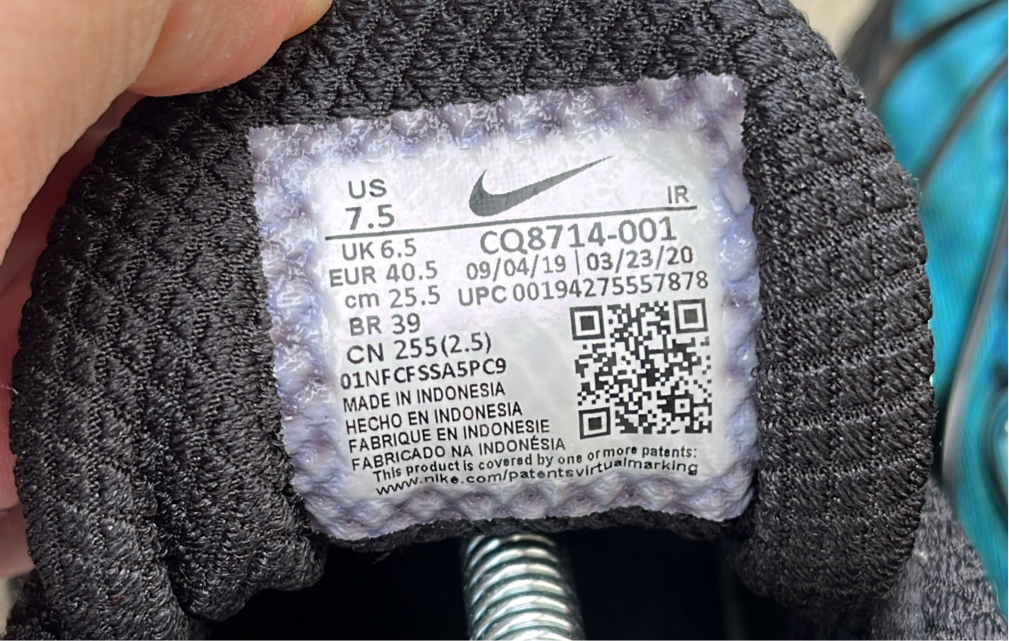 US
7.5
IR
UK 6.5
CQ8714-001
EUR 40.5
09/04/19 | 03/23/20
cm 25.5
UPC 00194275557878
BR 39
CN 255(2.5)
01NFCFSSA5PC9
MADE IN INDONESIA
HECHO EN INDONESIA
FABRIQUE EN INDONESIE
FABRICADO NA INDONÉSIA
This product is covered by one or more patents:
www.nike.com/patentsvirtualmarking